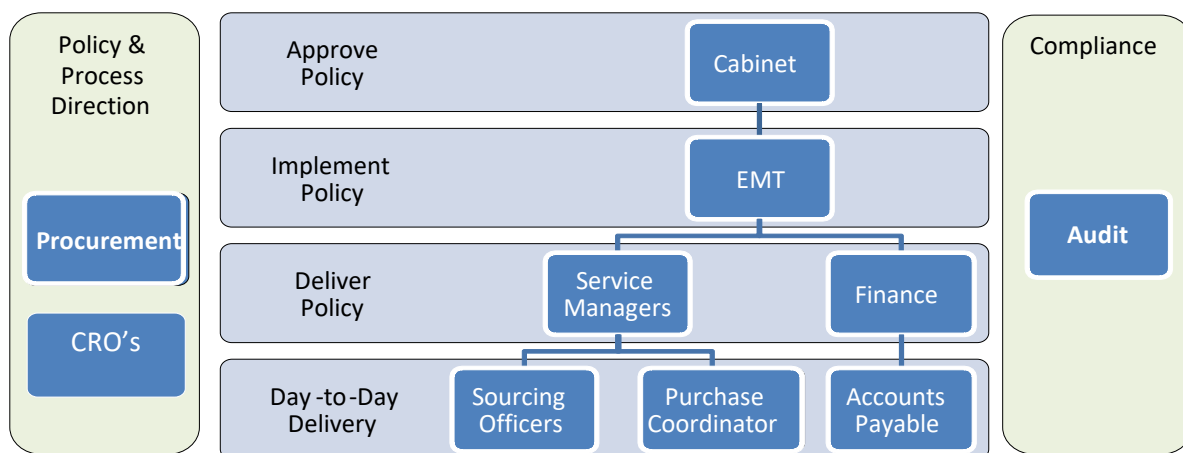 Policy &
Process
Direction
Procurement
CRO's
Approve
Policy
Cabinet
Implement
Policy
EMT
Deliver
Policy
Service
Managers
Finance
Day-to-Day
Delivery
Sourcing
Officers
Purchase
Coordinator
Accounts
Payable
Compliance
Audit